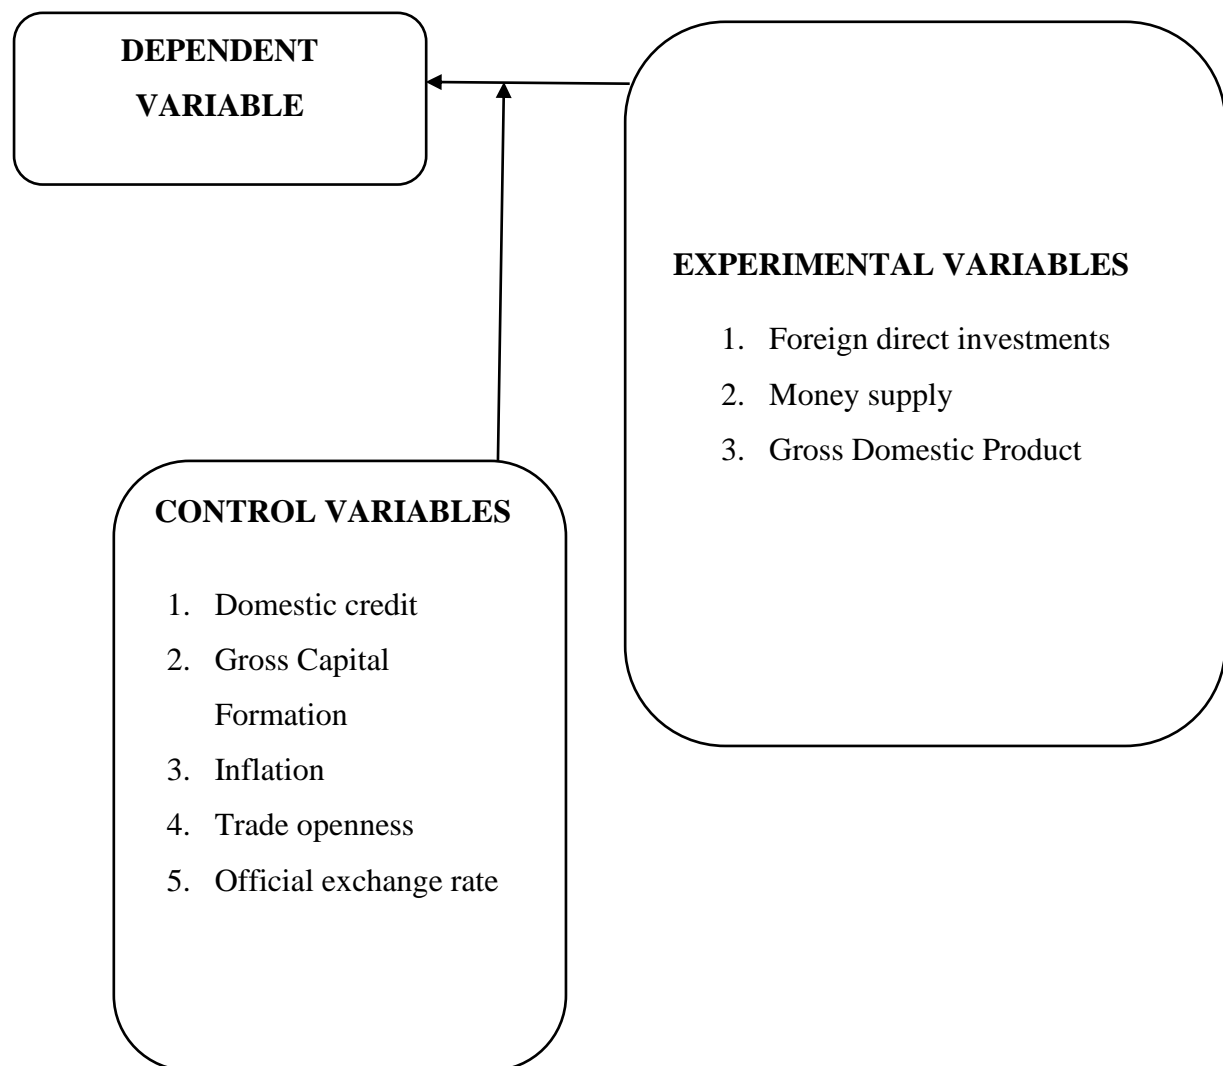 DEPENDENT
VARIABLE
EXPERIMENTAL VARIABLES
1. Foreign direct investments
2. Money supply
3. Gross Domestic Product
CONTROL VARIABLES
1. Domestic credit
2. Gross Capital
Formation
3. Inflation
4. Trade openness
5. Official exchange rate